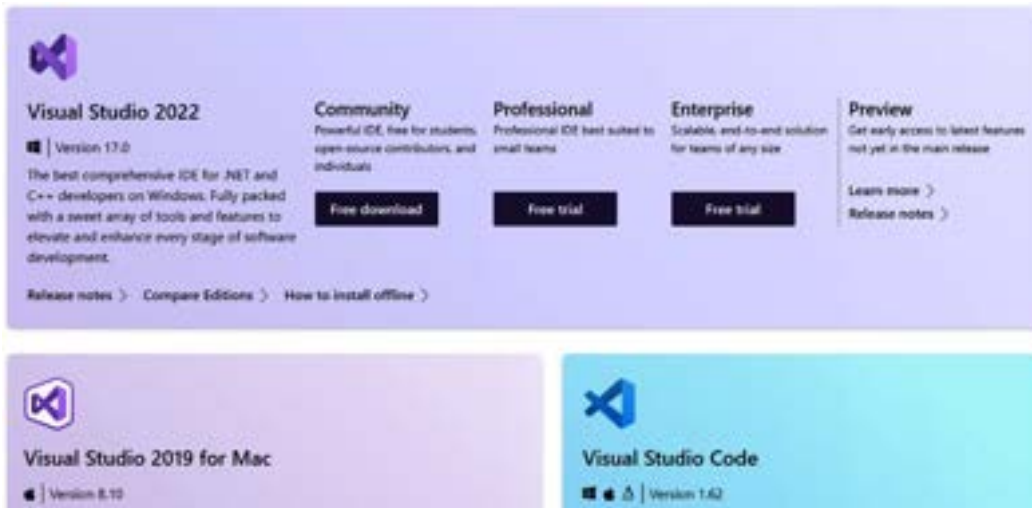 Visual Studio 2022
Version 17.0
The best comprehensive IDE for .NET and
C++ developers on Windows. Fully packed
with a sweet array of tools and features to
elevate and enhance every stage of software
development.
Community
Powerful IDE, free for students,
open-source contributors, and
individuals
Free download
Professional
Professional IDE best suited to
small teams
Free trial
Enterprise
Scalable, end-to-end solution
for teams of any size
Free trial
Preview
Get early access to latest features
not yet in the main release
Learn more
Release notes
Release notes Compare Editions How to install offline
Visual Studio 2019 for Mac
Version 8.10
Visual Studio Code
Version 1.62